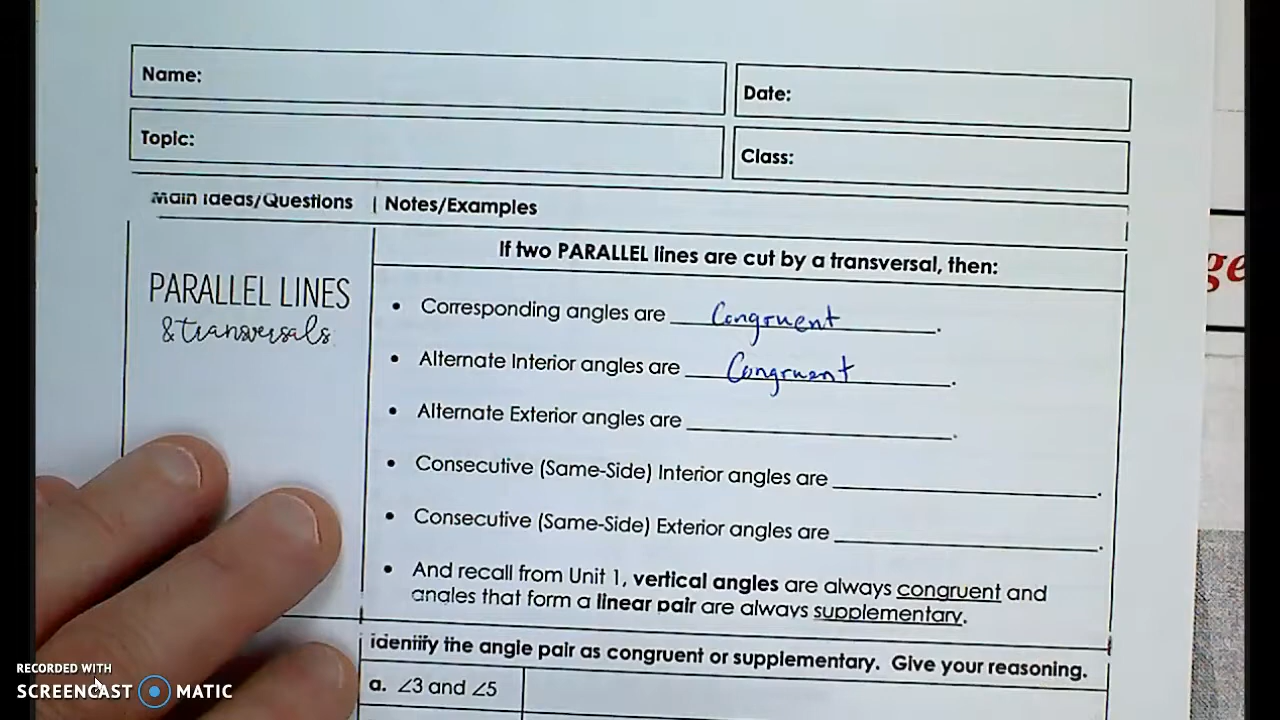 Name:
Date:
Topic:
Class:
Main Ideas/Questions | Notes/Examples
If two PARALLEL lines are cut by a transversal, then:
PARALLEL LINES
& transversals
• Corresponding angles are Congruent.
• Alternate Interior angles are Congruent.
• Alternate Exterior angles are ____.
• Consecutive (Same-Side) Interior angles are ____.
• Consecutive (Same-Side) Exterior angles are ____.
• And recall from Unit 1, vertical angles are always congruent and
angles that form a linear pair are always supplementary.
Identify the angle pair as congruent or supplementary. Give your reasoning.
a. ∠3 and ∠5
ge
RECORDED WITH
SCREENCAST MATIC